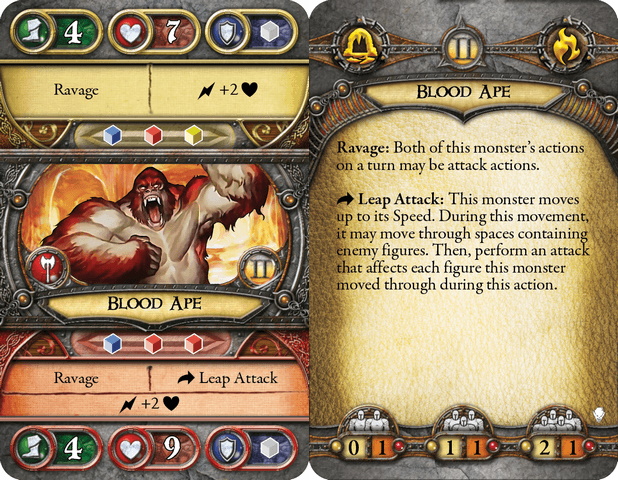 4 7
Ravage +2
BLOOD APE
II
Ravage Leap Attack
+2
4 9
II
BLOOD APE
Ravage: Both of this monster's actions
on a turn may be attack actions.
Leap Attack: This monster moves
up to its Speed. During this movement,
it may move through spaces containing
enemy figures. Then, perform an attack
that affects each figure this monster
moved through during this action.
0 1 1 1 2 1